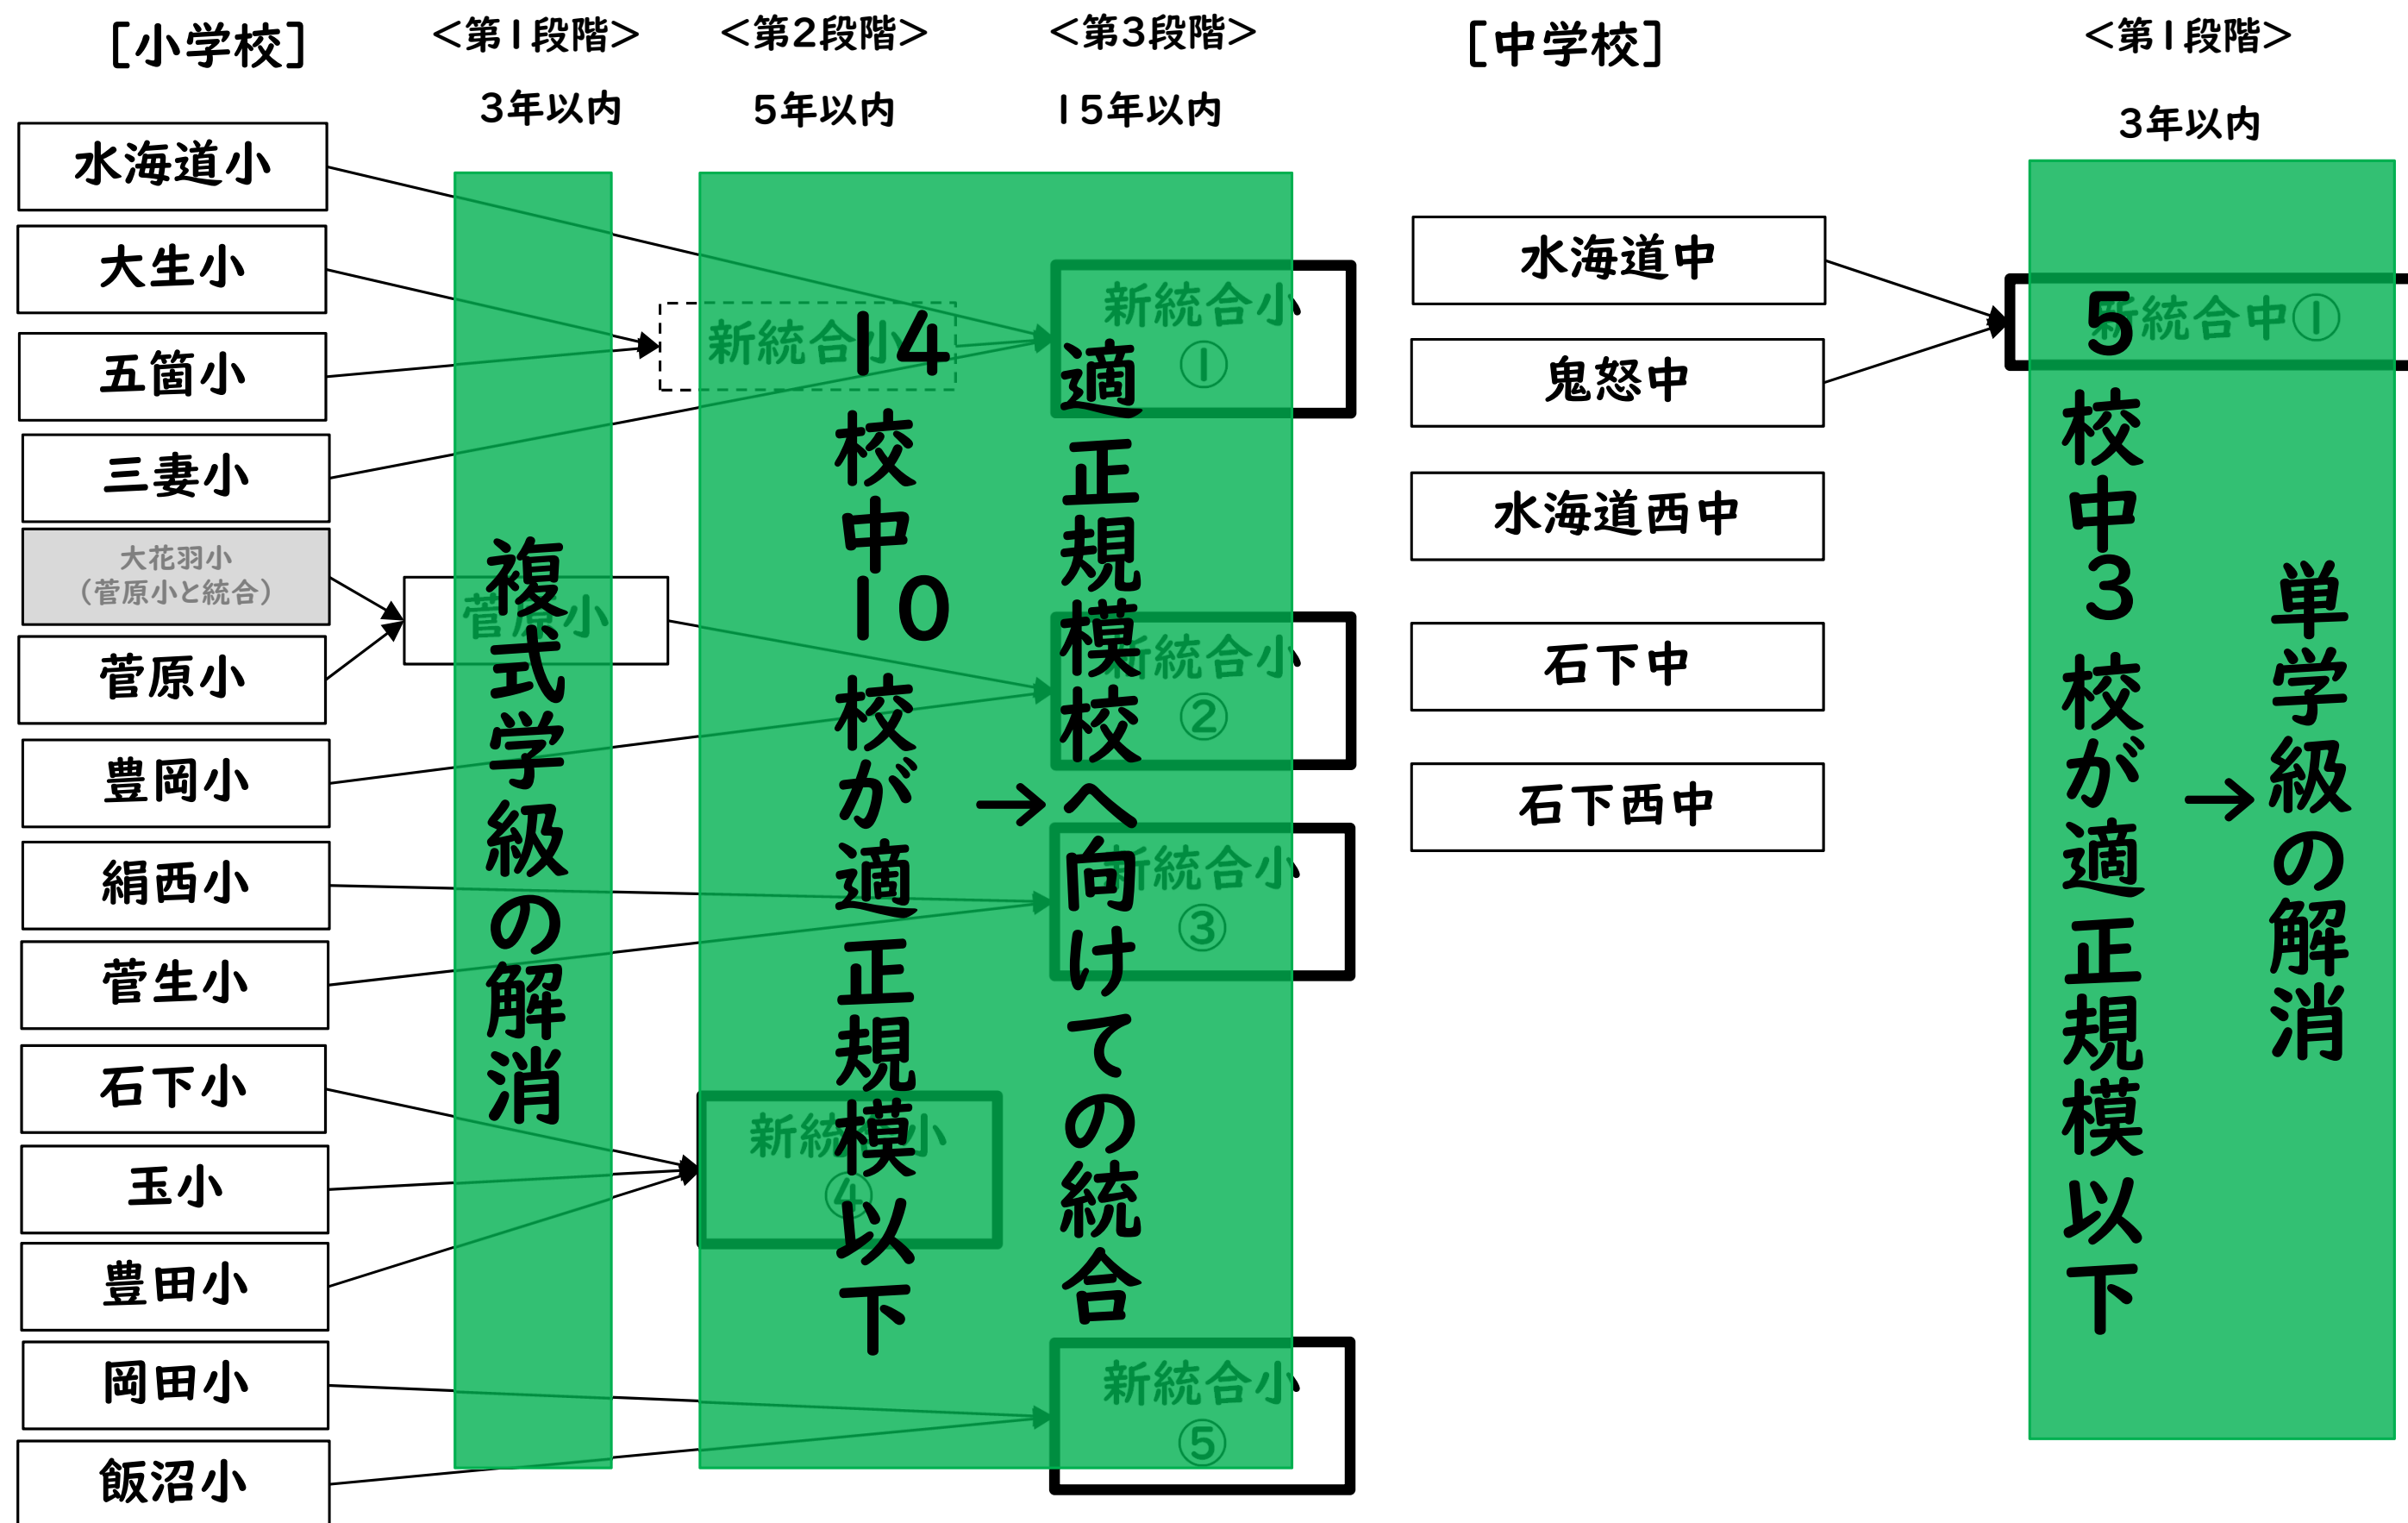 ［小学校］
＜第１段階＞
３年以内
＜第２段階＞
５年以内
＜第３段階＞
１５年以内
水海道小
大生小
五箇小
三妻小
大花羽小
（菅原小と統合）
菅原小
豊岡小
絹西小
菅生小
石下小
玉小
豊田小
岡田小
飯沼小
菅原小
複式学級の解消
新統合小
新統合小
④
14校中10校が適正規模以下
→適正規模校へ向けての統合
新統合小
①
新統合小
②
新統合小
③
新統合小
⑤
［中学校］
＜第１段階＞
３年以内
水海道中
鬼怒中
水海道西中
石下中
石下西中
新統合中①
５校中３校が適正規模以下
→単学級の解消